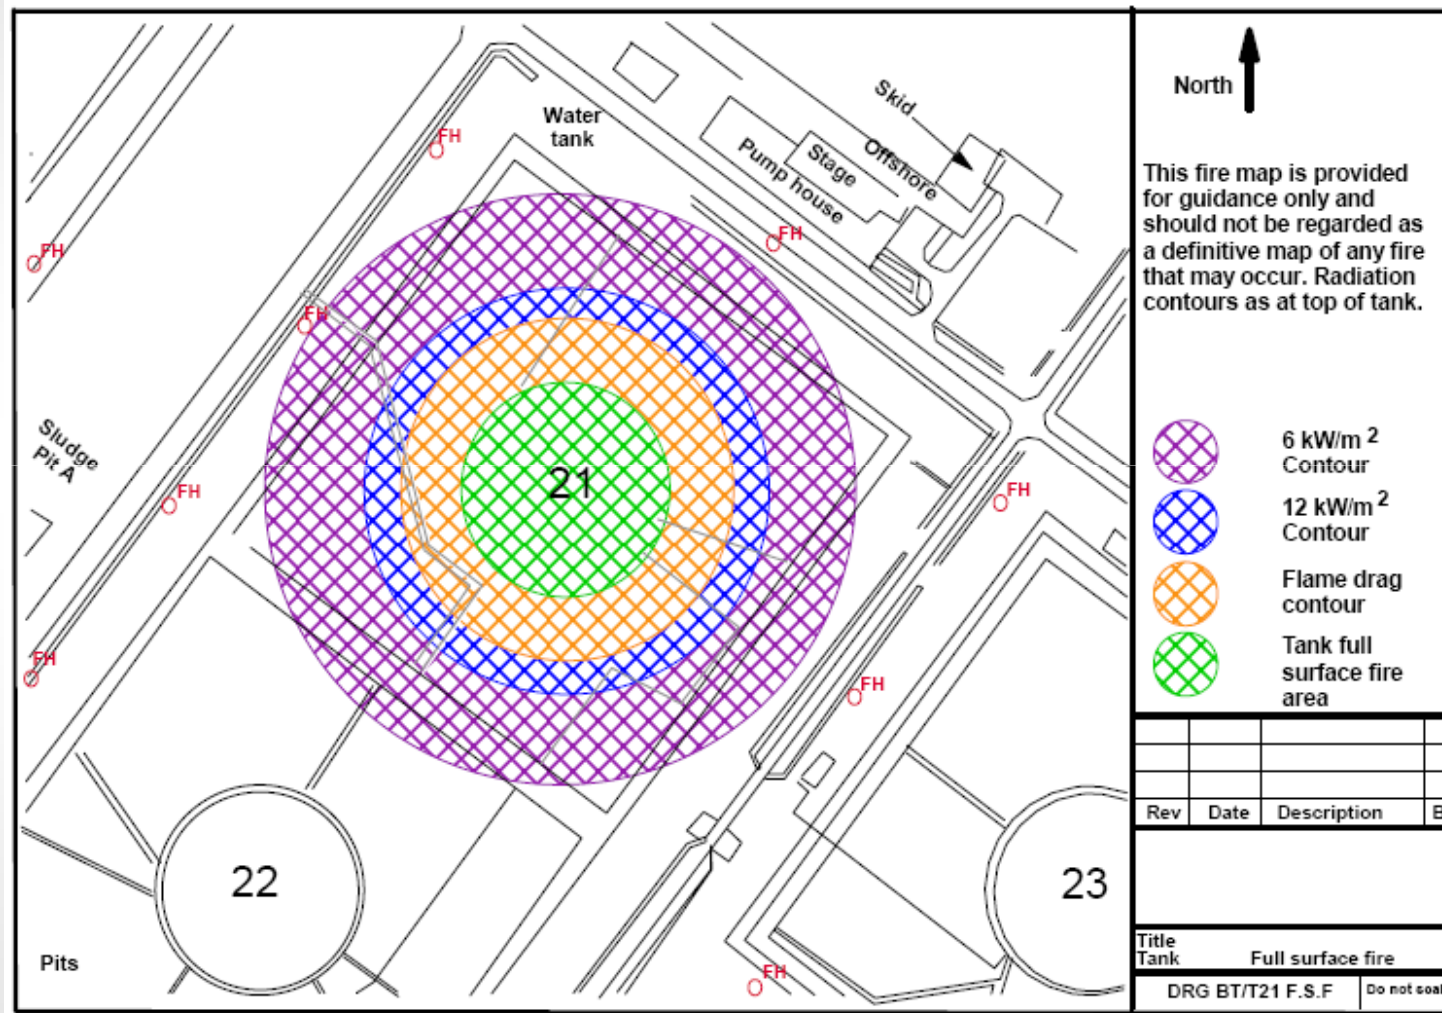 North
This fire map is provided
for guidance only and
should not be regarded as
a definitive map of any fire
that may occur. Radiation
contours as at top of tank.
6 kW/m 2
Contour
12 kW/m 2
Contour
Flame drag
contour
Tank full
surface fire
area
Rev Date Description B
Title
Tank Full surface fire
DRG BT/T21 F.S.F Do not scal
Water
tank
Skid
Offshore
Stage
Pump house
FH
FH
FH
FH
FH
FH
FH
FH
FH
Sludge
Pit A
21
22
23
Pits